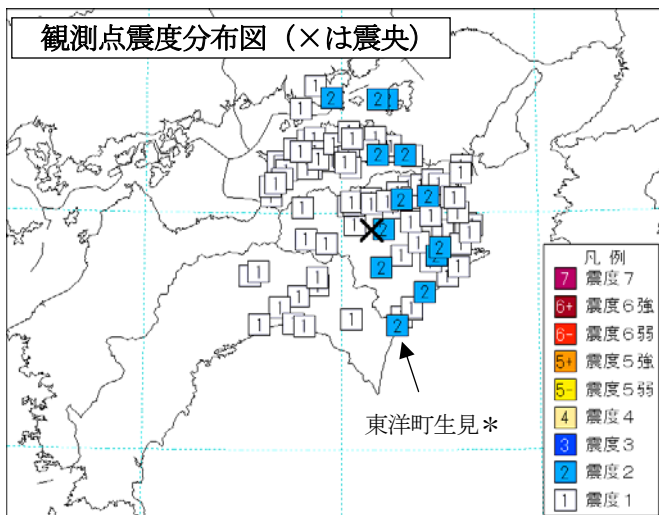 観測点震度分布図（×は震央）
東洋町生見＊
凡例
7 震度7
6+ 震度6強
6- 震度6弱
5+ 震度5強
5- 震度5弱
4 震度4
3 震度3
2 震度2
1 震度1